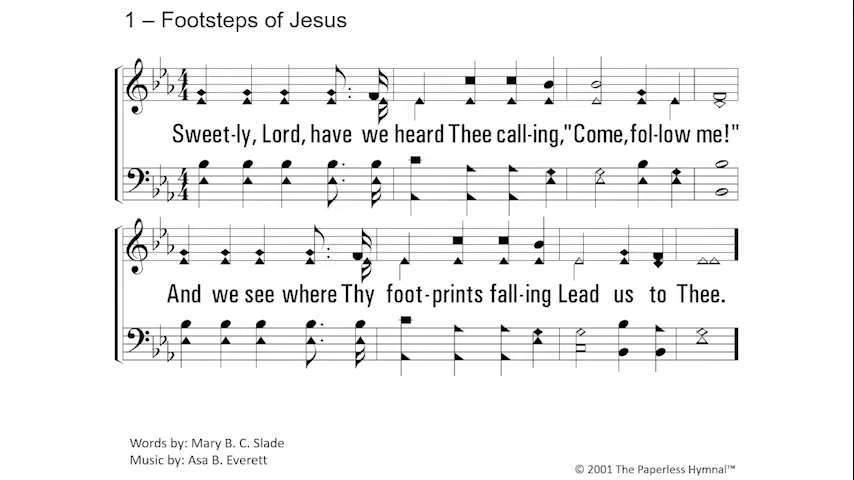 1 – Footsteps of Jesus
Sweet-ly, Lord, have we heard Thee call-ing,"Come,fol-low me!"
And we see where Thy foot-prints fall-ing Lead us to Thee.
Words by: Mary B. C. Slade
Music by: Asa B. Everett
© 2001 The Paperless Hymnal™